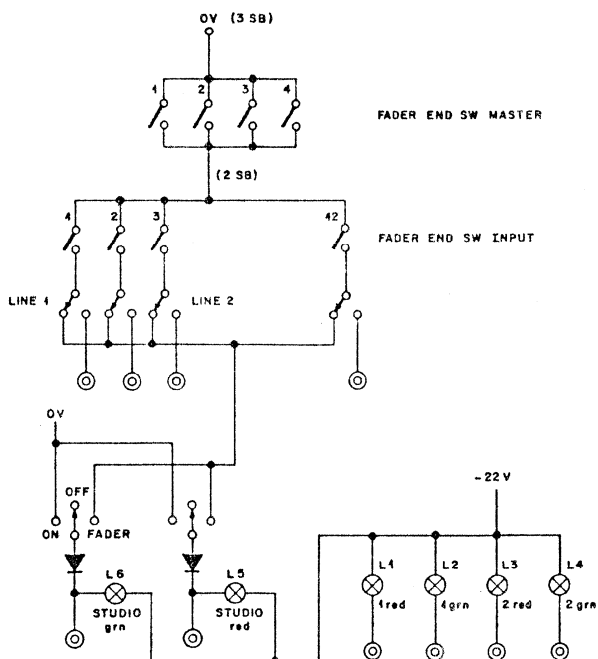 0V (3 SB)
1 2 3 4
FADER END SW MASTER
(2 SB)
1 2 3 12
FADER END SW INPUT
LINE 1 LINE 2
0V
-22V
OFF
ON FADER
L6 L5 L1 L2 L3 L4
1 red 1 grn 2 red 2 grn
STUDIO STUDIO
grn red